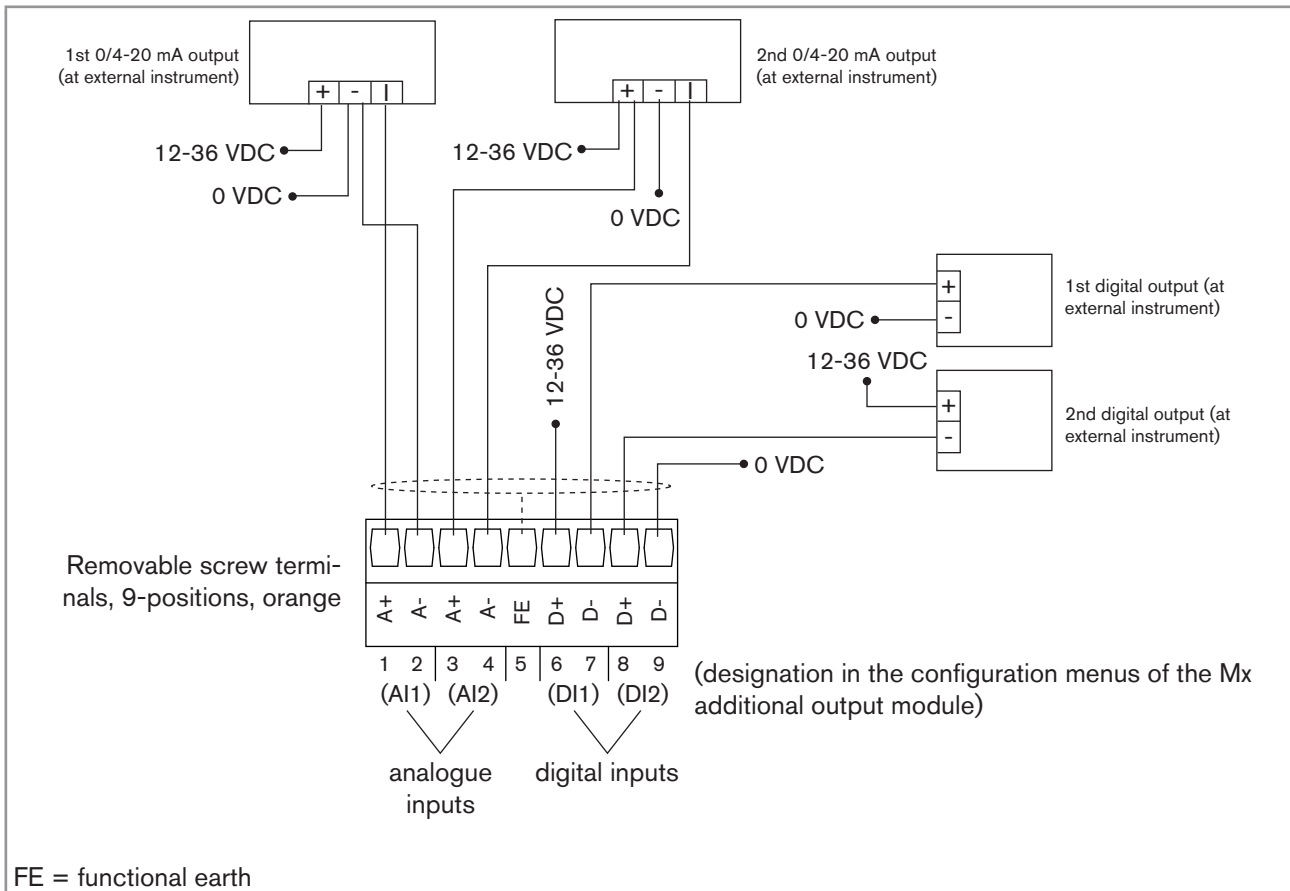 1st 0/4-20 mA output
(at external instrument)
+ - I
12-36 VDC
0 VDC
2nd 0/4-20 mA output
(at external instrument)
+ - I
12-36 VDC
0 VDC
12-36 VDC
1st digital output (at
external instrument)
+
-
0 VDC
12-36 VDC
2nd digital output (at
external instrument)
+
-
0 VDC
Removable screw termi-
nals, 9-positions, orange
A+ A- A+ A- FE D+ D- D+ D-
1 2 3 4 5 6 7 8 9
(AI1) (AI2) (DI1) (DI2)
(designation in the configuration menus of the Mx
additional output module)
analogue
inputs
digital inputs
FE = functional earth